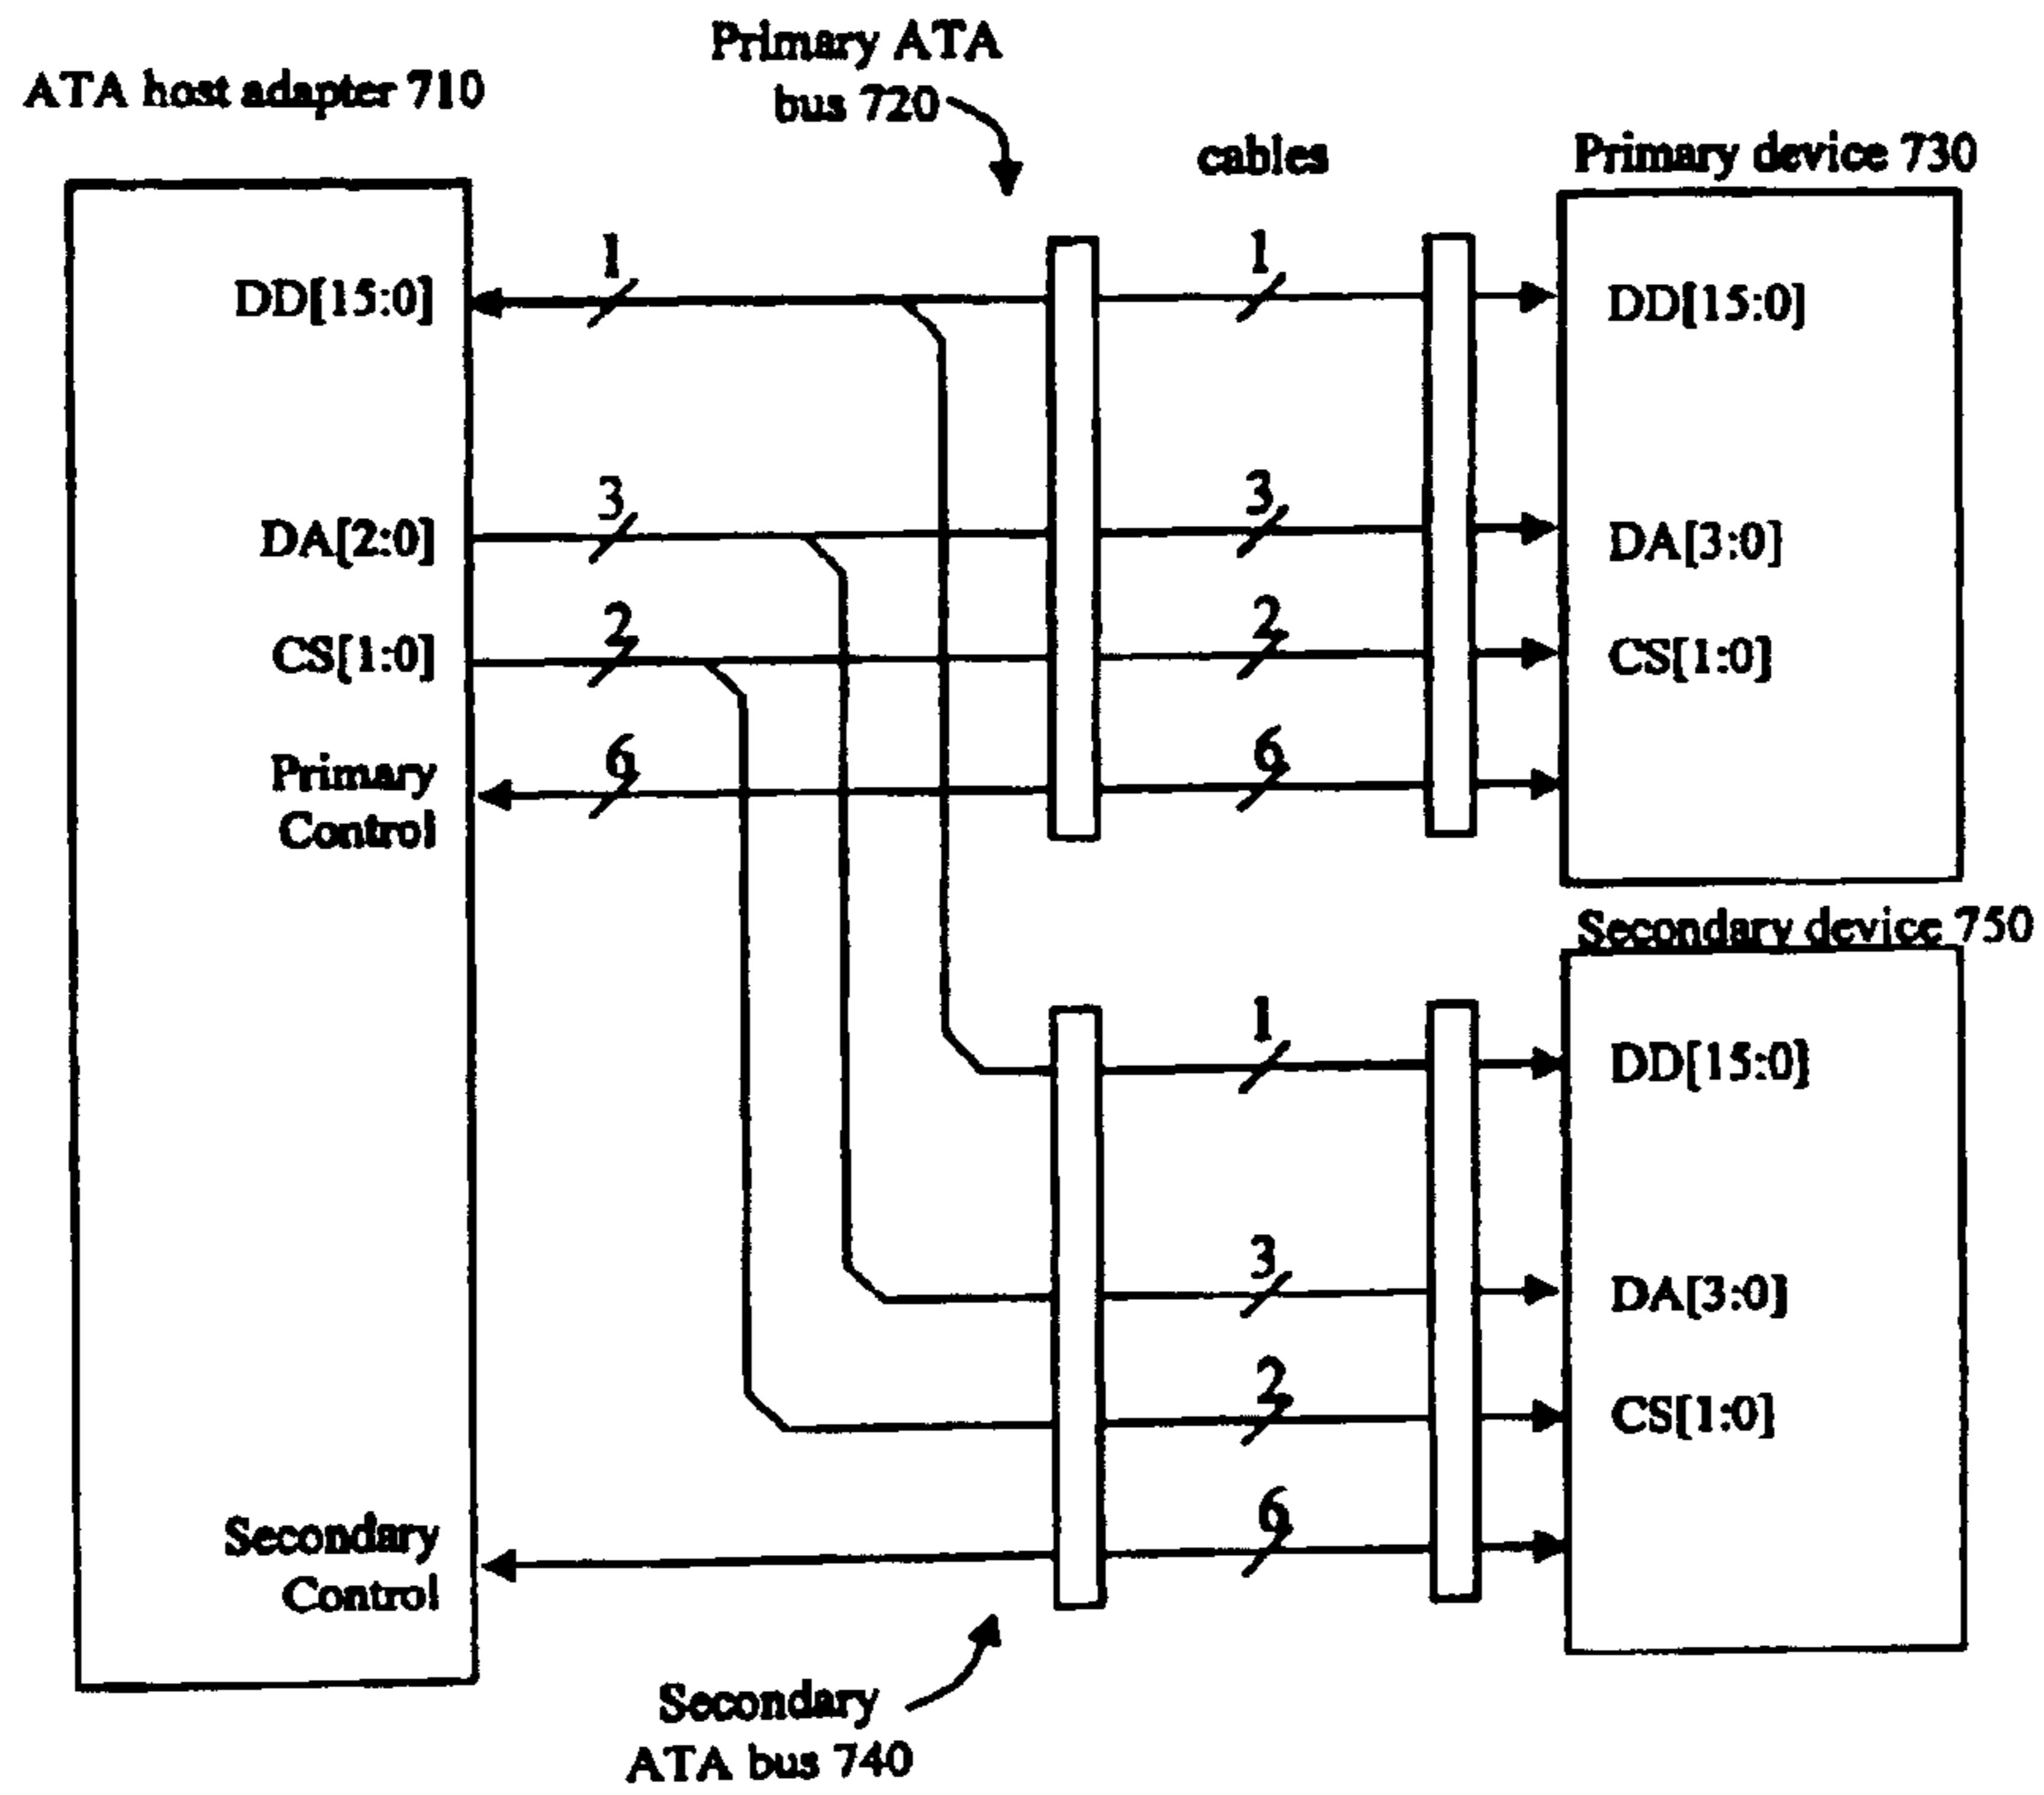 Primary ATA
bus 720
ATA host adapter 710
cables
Primary device 730
1
1
DD[15:0]
DD[15:0]
3
3
DA[2:0]
DA[3:0]
2
2
CS[1:0]
CS[1:0]
6
6
Primary
Control
Secondary device 750
1
DD[15:0]
3
DA[3:0]
2
CS[1:0]
6
Secondary
Control
Secondary
ATA bus 740